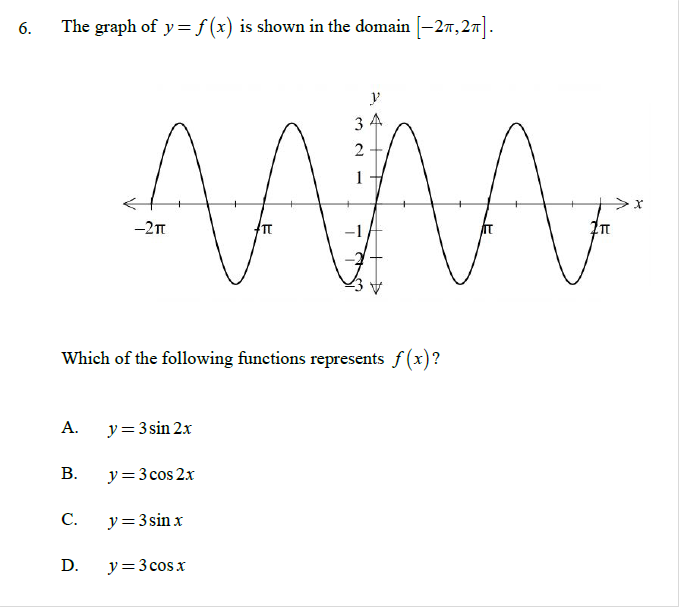 6. The graph of y = f(x) is shown in the domain [−2π, 2π].
y
3
2
1
x
−2π
−π
−1
π
2π
−2
−3
Which of the following functions represents f(x)?
A. y = 3 sin 2x
B. y = 3 cos 2x
C. y = 3 sin x
D. y = 3 cos x